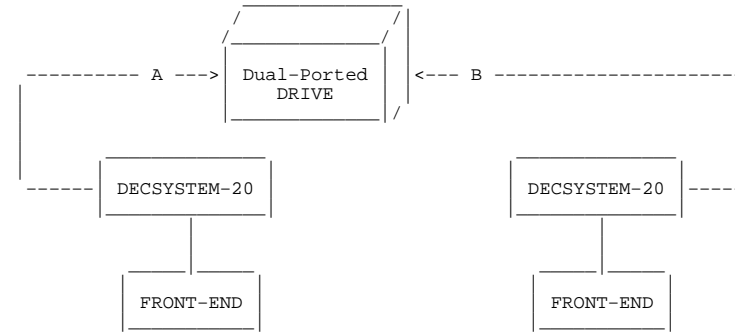 A
Dual-Ported
DRIVE
B
DECSYSTEM-20
DECSYSTEM-20
FRONT-END
FRONT-END